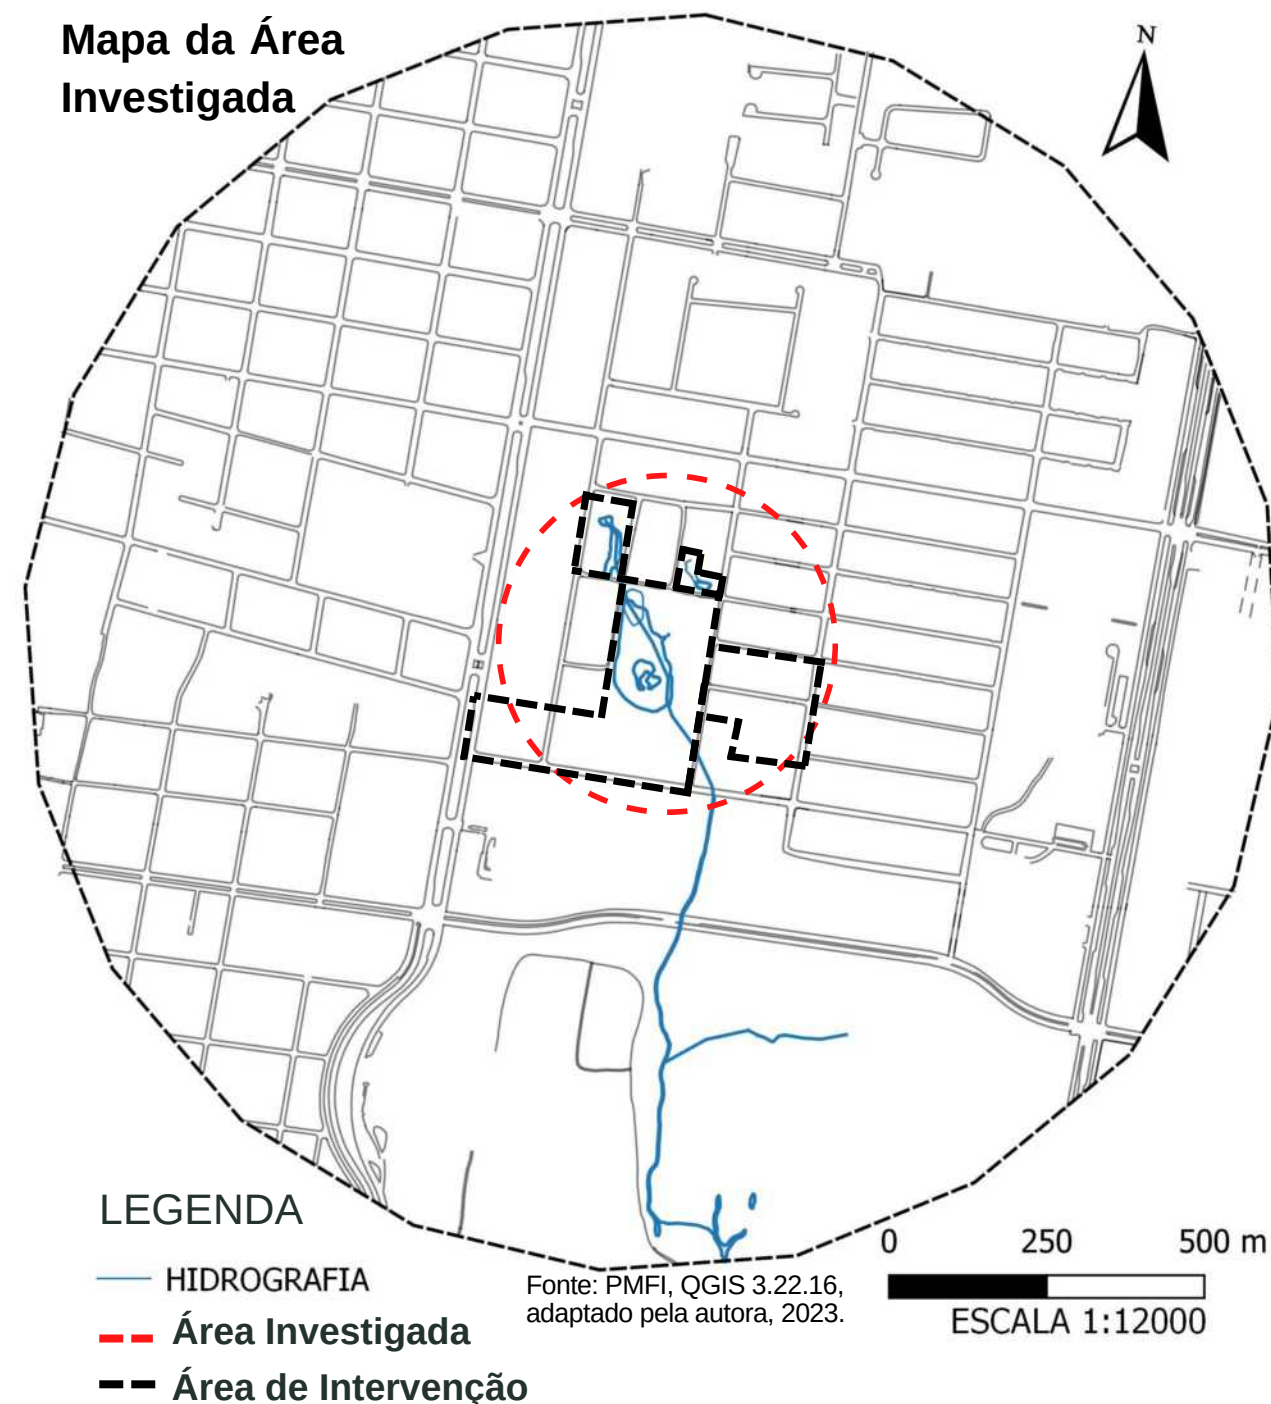 Mapa da Área
Investigada
N
LEGENDA
HIDROGRAFIA
Área Investigada
Área de Intervenção
Fonte: PMFI, QGIS 3.22.16,
adaptado pela autora, 2023.
0 250 500 m
ESCALA 1:12000